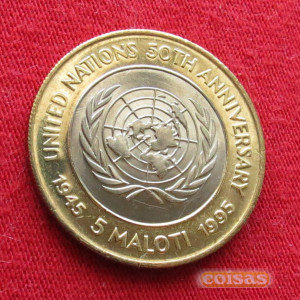 UNITED NATIONS 50TH ANNIVERSARY
1945 5 MALOTI 1995
coisas